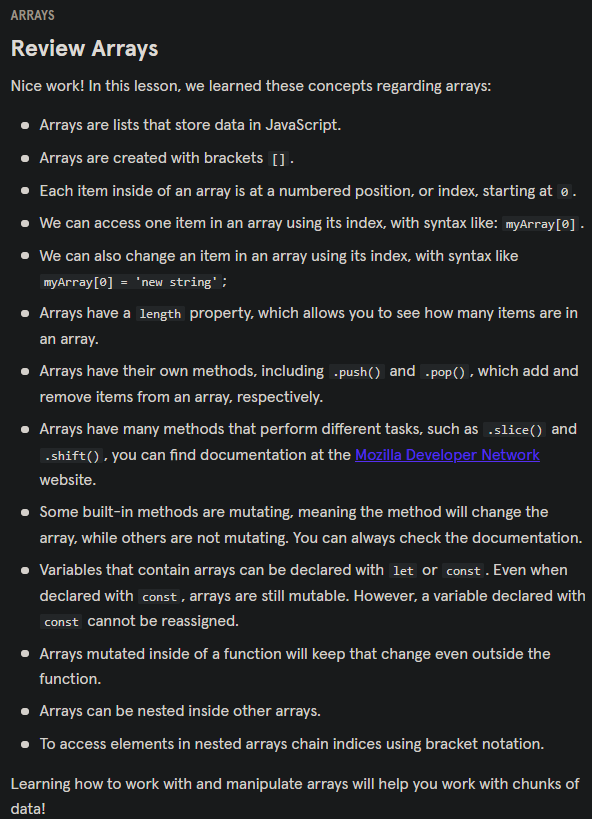 ARRAYS
Review Arrays
Nice work! In this lesson, we learned these concepts regarding arrays:
Arrays are lists that store data in JavaScript.
Arrays are created with brackets [].
Each item inside of an array is at a numbered position, or index, starting at 0.
We can access one item in an array using its index, with syntax like: myArray[0].
We can also change an item in an array using its index, with syntax like
myArray[0] = 'new string';
Arrays have a length property, which allows you to see how many items are in
an array.
Arrays have their own methods, including .push() and .pop(), which add and
remove items from an array, respectively.
Arrays have many methods that perform different tasks, such as .slice() and
.shift(), you can find documentation at the Mozilla Developer Network
website.
Some built-in methods are mutating, meaning the method will change the
array, while others are not mutating. You can always check the documentation.
Variables that contain arrays can be declared with let or const. Even when
declared with const, arrays are still mutable. However, a variable declared with
const cannot be reassigned.
Arrays mutated inside of a function will keep that change even outside the
function.
Arrays can be nested inside other arrays.
To access elements in nested arrays chain indices using bracket notation.
Learning how to work with and manipulate arrays will help you work with chunks of
data!